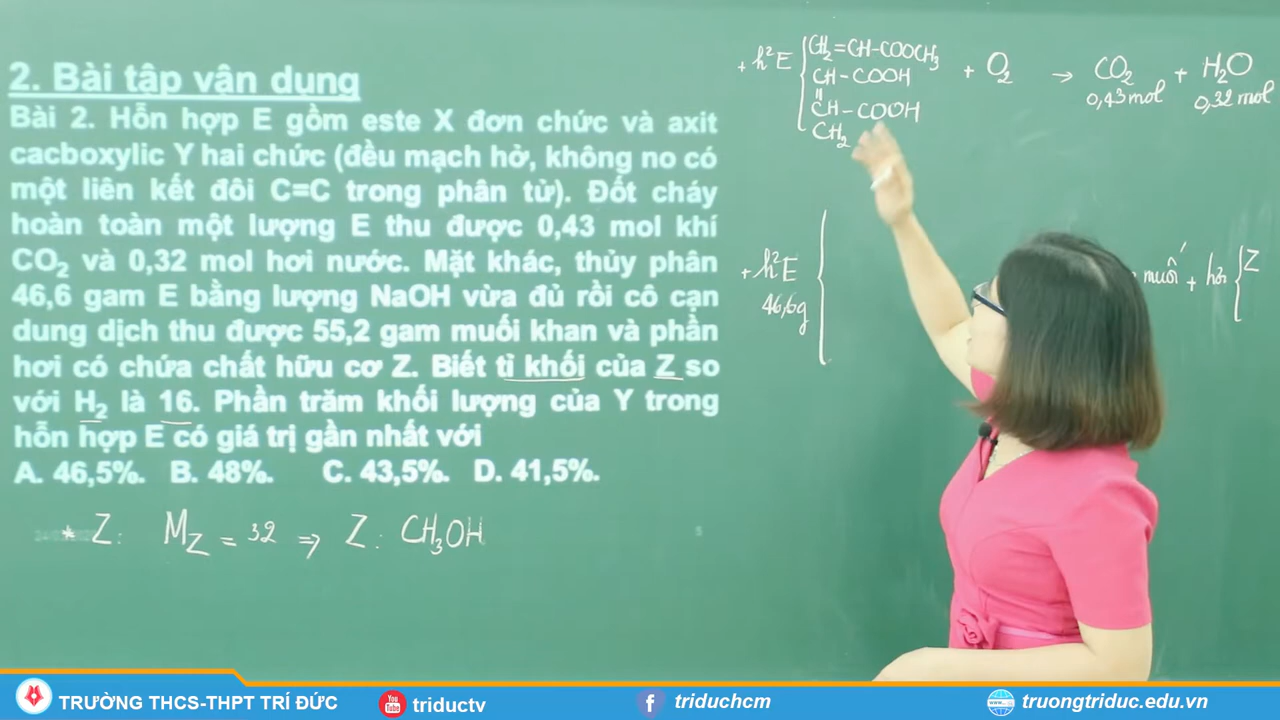 2. Bài tập vận dụng
Bài 2. Hỗn hợp E gồm este X đơn chức và axit
cacboxylic Y hai chức (đều mạch hở, không no có
một liên kết đôi C=C trong phân tử). Đốt cháy
hoàn toàn một lượng E thu được 0,43 mol khí
CO₂ và 0,32 mol hơi nước. Mặt khác, thủy phân
46,6 gam E bằng lượng NaOH vừa đủ rồi cô cạn
dung dịch thu được 55,2 gam muối khan và phần
hơi có chứa chất hữu cơ Z. Biết tỉ khối của Z so
với H₂ là 16. Phần trăm khối lượng của Y trong
hỗn hợp E có giá trị gần nhất với
A. 46,5%. B. 48%. C. 43,5%. D. 41,5%.
* Z: M_Z = 32 ⇒ Z: CH₃OH
+ h² E { CH₂=CH-COOCH₃ + O₂ → CO₂ + H₂O
CH-COOH 0,43 mol 0,32 mol
||
CH-COOH
CH₂
+ h² E { muối + hơi { Z
46,6g
5
TRƯỜNG THCS-THPT TRÍ ĐỨC
You Tube triductv
f triduchcm
www truongtriduc.edu.vn